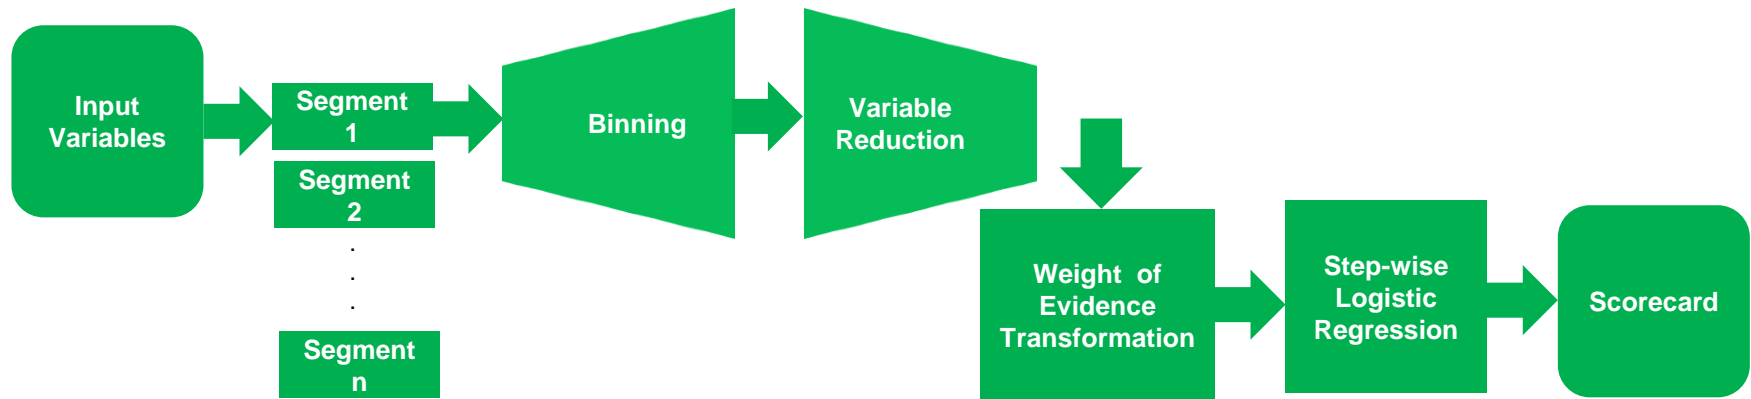 Input
Variables
Segment
1
Segment
2
.
.
.
Segment
n
Binning
Variable
Reduction
Weight of
Evidence
Transformation
Step-wise
Logistic
Regression
Scorecard